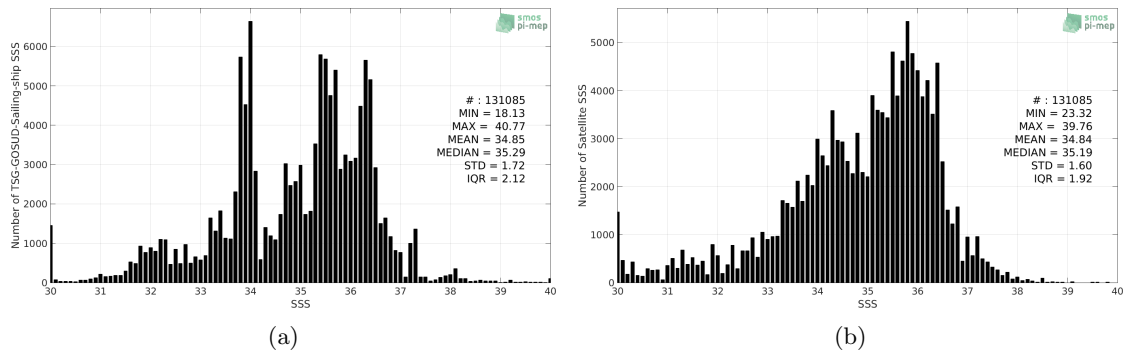 smos
pi-mep
Number of TSG-GOSUD-Sailing-ship SSS
6000
5000
4000
3000
2000
1000
0
# : 131085
MIN = 18.13
MAX = 40.77
MEAN = 34.85
MEDIAN = 35.29
STD = 1.72
IQR = 2.12
30 31 32 33 34 35 36 37 38 39 40
SSS
(a)
smos
pi-mep
Number of Satellite SSS
5000
4000
3000
2000
1000
0
# : 131085
MIN = 23.32
MAX = 39.76
MEAN = 34.84
MEDIAN = 35.19
STD = 1.60
IQR = 1.92
30 31 32 33 34 35 36 37 38 39 40
SSS
(b)